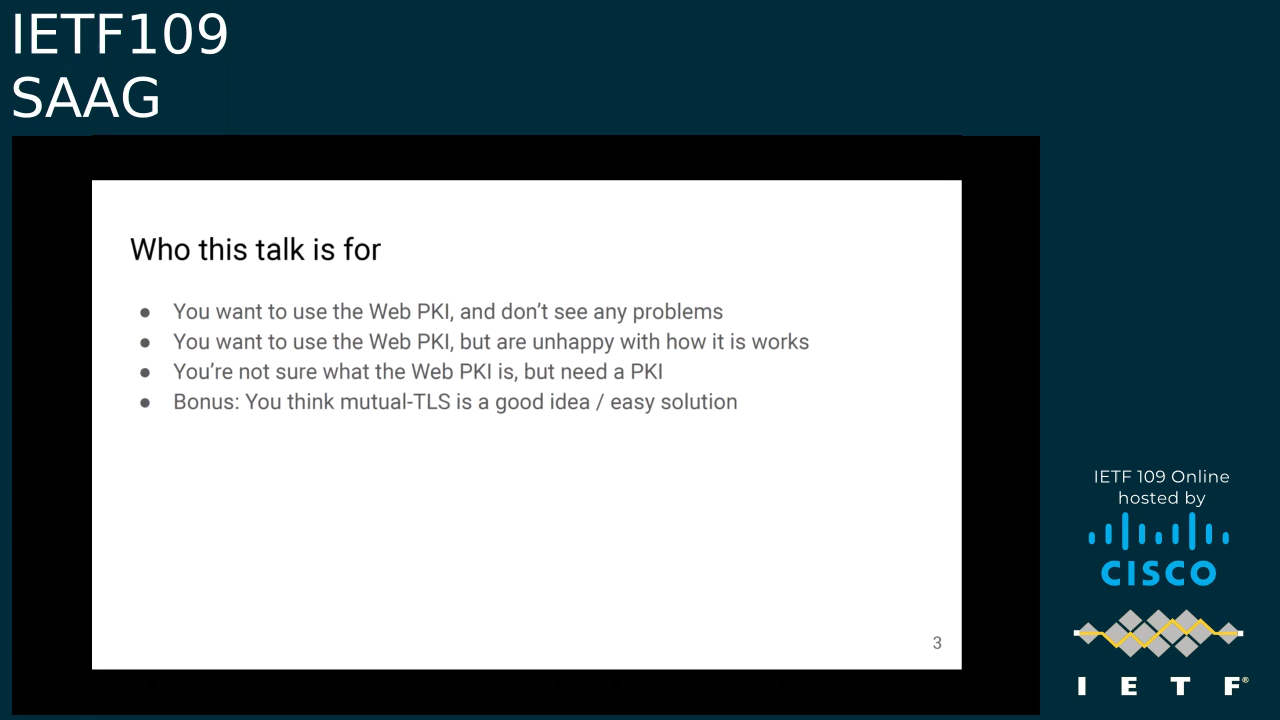 IETF109
SAAG
Who this talk is for
● You want to use the Web PKI, and don't see any problems
● You want to use the Web PKI, but are unhappy with how it is works
● You're not sure what the Web PKI is, but need a PKI
● Bonus: You think mutual-TLS is a good idea / easy solution
3
IETF 109 Online
hosted by
CISCO
I E T F®